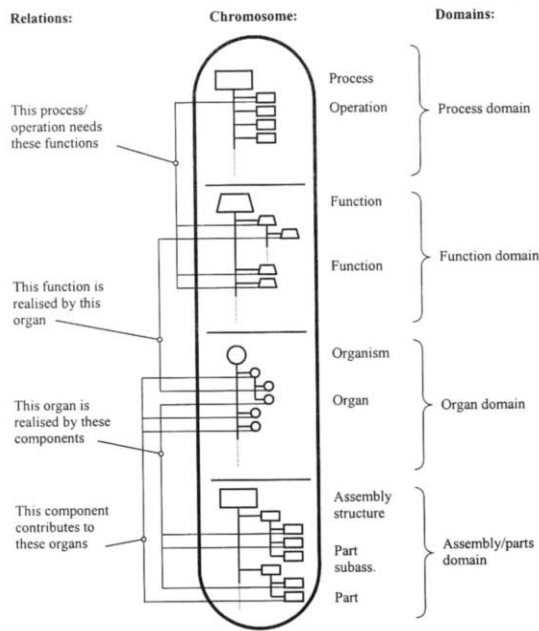 Relations:
Chromosome:
Domains:
Process
Operation
Process domain
This process/
operation needs
these functions
Function
Function
Function domain
This function is
realised by this
organ
Organism
Organ
Organ domain
This organ is
realised by these
components
Assembly
structure
Part
subass.
Part
Assembly/parts
domain
This component
contributes to
these organs